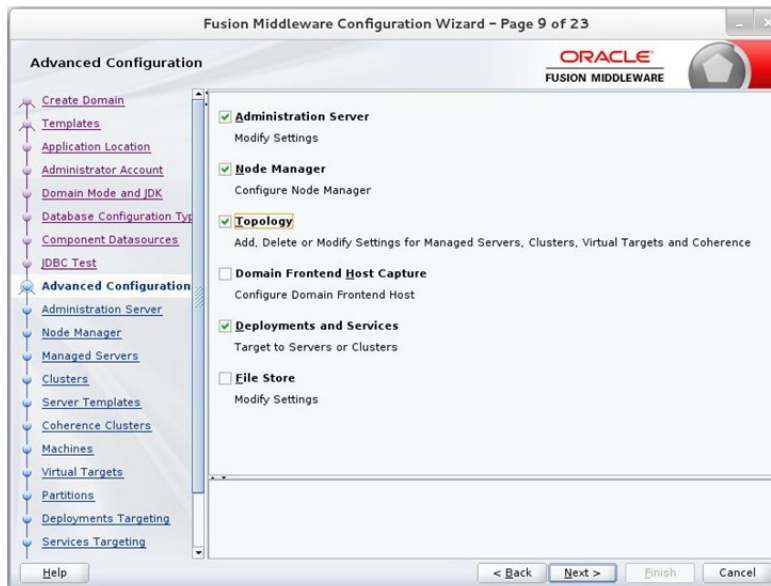 Fusion Middleware Configuration Wizard - Page 9 of 23
Advanced Configuration
ORACLE
FUSION MIDDLEWARE
Create Domain
Templates
Application Location
Administrator Account
Domain Mode and JDK
Database Configuration Typ
Component Datasources
JDBC Test
Advanced Configuration
Administration Server
Node Manager
Managed Servers
Clusters
Server Templates
Coherence Clusters
Machines
Virtual Targets
Partitions
Deployments Targeting
Services Targeting
Administration Server
Modify Settings
Node Manager
Configure Node Manager
Topology
Add, Delete or Modify Settings for Managed Servers, Clusters, Virtual Targets and Coherence
Domain Frontend Host Capture
Configure Domain Frontend Host
Deployments and Services
Target to Servers or Clusters
File Store
Modify Settings
Help
< Back
Next >
Finish
Cancel